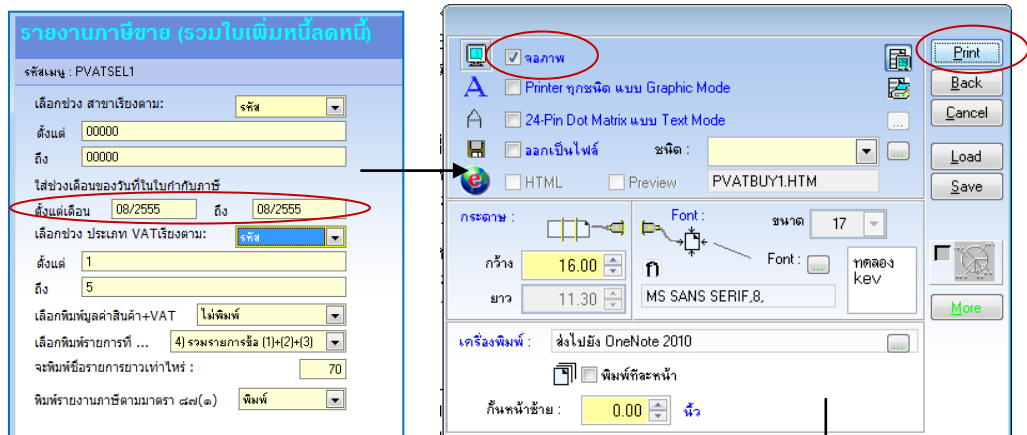 รายงานภาษีขาย (รวมใบเพิ่มหนี้ลดหนี้)
รหัสเมนู : PVATSEL1
เลือกช่วง สาขาเรียงตาม: รหัส
ตั้งแต่ 00000
ถึง 00000
ใส่ช่วงเดือนของวันที่ในใบกำกับภาษี
ตั้งแต่เดือน 08/2555 ถึง 08/2555
เลือกช่วง ประเภท VATเรียงตาม: รหัส
ตั้งแต่ 1
ถึง 5
เลือกพิมพ์มูลค่าสินค้า+VAT ไม่พิมพ์
เลือกพิมพ์รายการที่ ... 4) รวมรายการข้อ (1)+(2)+(3)
จะพิมพ์ชื่อรายการยาวเท่าไหร่ : 70
พิมพ์รายงานภาษีตามมาตรา ๘๗(๑) พิมพ์
จอภาพ
A Printer ทุกชนิด แบบ Graphic Mode
24-Pin Dot Matrix แบบ Text Mode ...
ออกเป็นไฟล์ ชนิด : ...
HTML Preview PVATBUY1.HTM
กระดาษ : Font : ขนาด 17
กว้าง 16.00 ก Font : ... ทดลอง
kev
ยาว 11.30 MS SANS SERIF,8,
เครื่องพิมพ์ : ส่งไปยัง OneNote 2010 ...
พิมพ์ทีละหน้า
กั้นหน้าซ้าย : 0.00 นิ้ว
Print
Back
Cancel
Load
Save
More